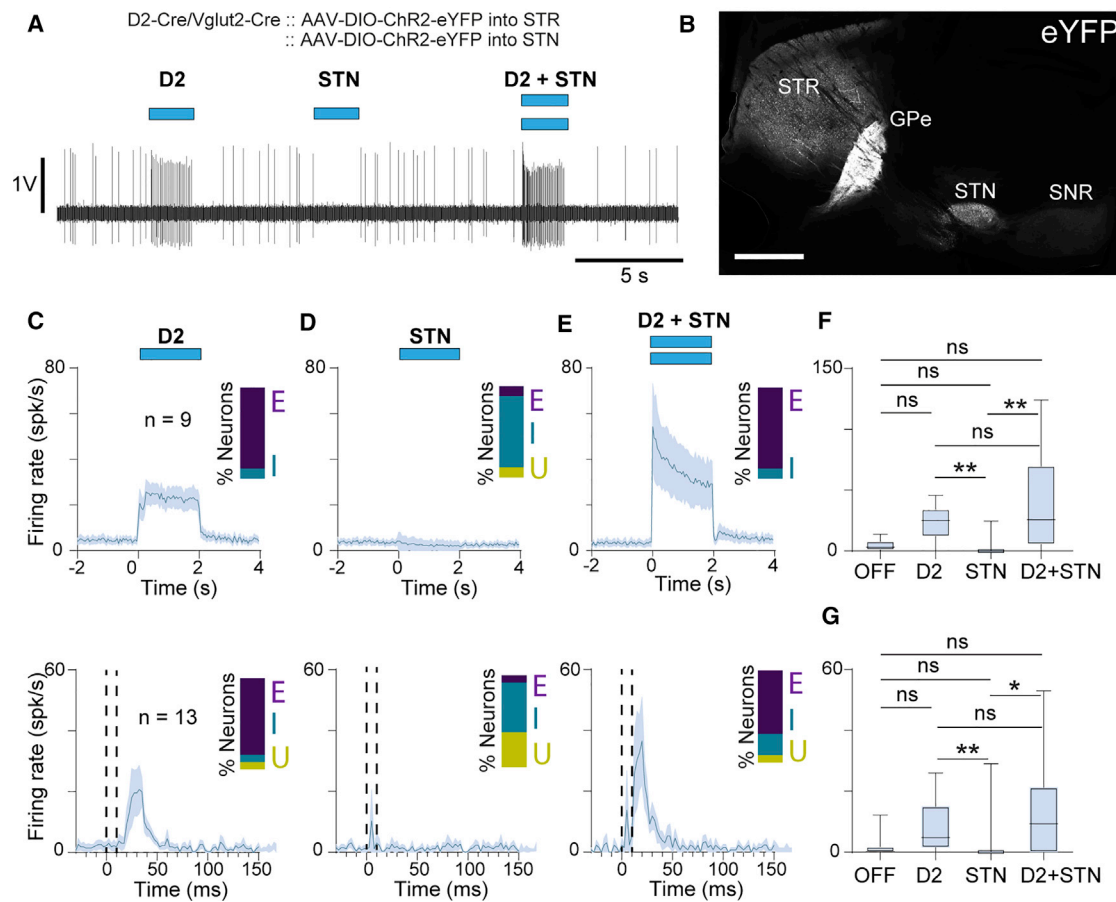 A
D2-Cre/Vglut2-Cre :: AAV-DIO-ChR2-eYFP into STR
:: AAV-DIO-ChR2-eYFP into STN
D2
STN
D2 + STN
1V
5 s
B
eYFP
STR
GPe
STN
SNR
C
D2
80
0
Firing rate (spk/s)
n = 9
% Neurons
E
I
-2 0 2 4
Time (s)
D
STN
80
0
% Neurons
E
I
U
-2 0 2 4
Time (s)
E
D2 + STN
80
0
% Neurons
E
I
-2 0 2 4
Time (s)
F
150
0
ns
ns
ns
**
ns
**
OFF D2 STN D2+STN
60
0
Firing rate (spk/s)
n = 13
% Neurons
E
I
U
0 50 100 150
Time (ms)
60
0
% Neurons
E
I
U
0 50 100 150
Time (ms)
60
0
% Neurons
E
I
U
0 50 100 150
Time (ms)
G
60
0
ns
ns
ns
*
ns
**
OFF D2 STN D2+STN